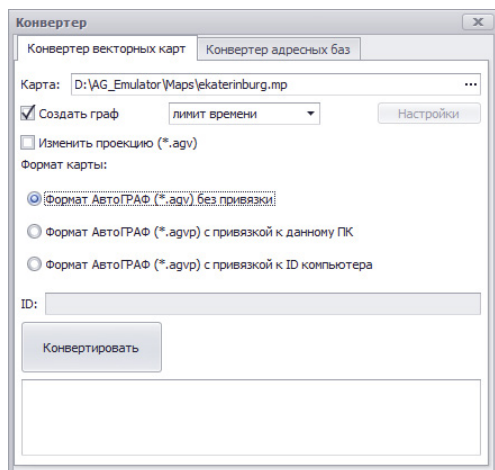 Конвертер
Конвертер векторных карт Конвертер адресных баз
Карта: D:\AG_Emulator\Maps\ekaterinburg.mp ...
Создать граф лимит времени Настройки
Изменить проекцию (*.agv)
Формат карты:
Формат АвтоГРАФ (*.agv) без привязки
Формат АвтоГРАФ (*.agvp) с привязкой к данному ПК
Формат АвтоГРАФ (*.agvp) с привязкой к ID компьютера
ID:
Конвертировать